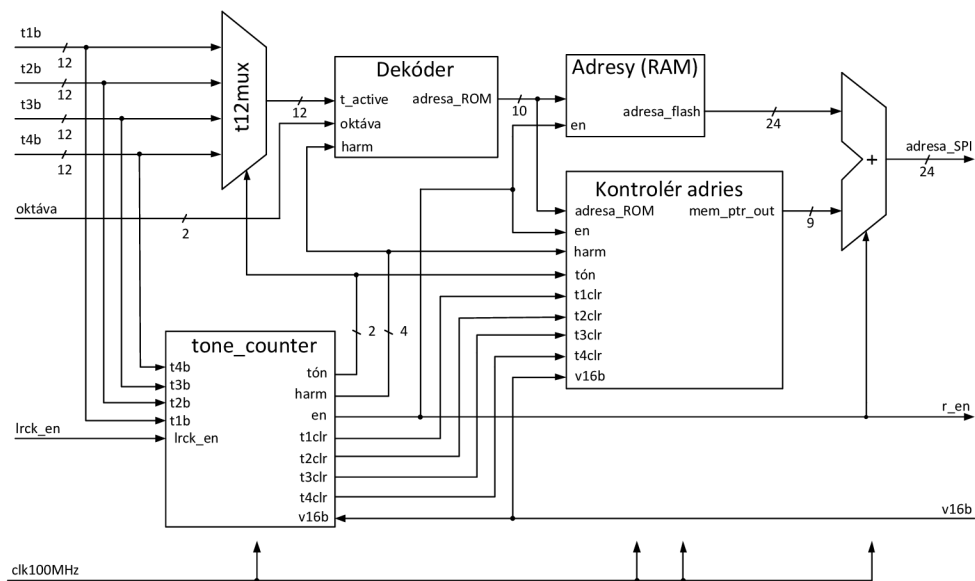 t1b
12
t2b
12
t3b
12
t4b
12
oktáva
2
t12mux
12
Dekóder
t_active
adresa_ROM
oktáva
harm
10
Adresy (RAM)
adresa_flash
en
24
+
adresa_SPI
24
Kontrolér adries
adresa_ROM
mem_ptr_out
en
harm
tón
t1clr
t2clr
t3clr
t4clr
v16b
9
2
4
tone_counter
t4b
t3b
t2b
t1b
lrck_en
tón
harm
en
t1clr
t2clr
t3clr
t4clr
v16b
lrck_en
r_en
v16b
clk100MHz